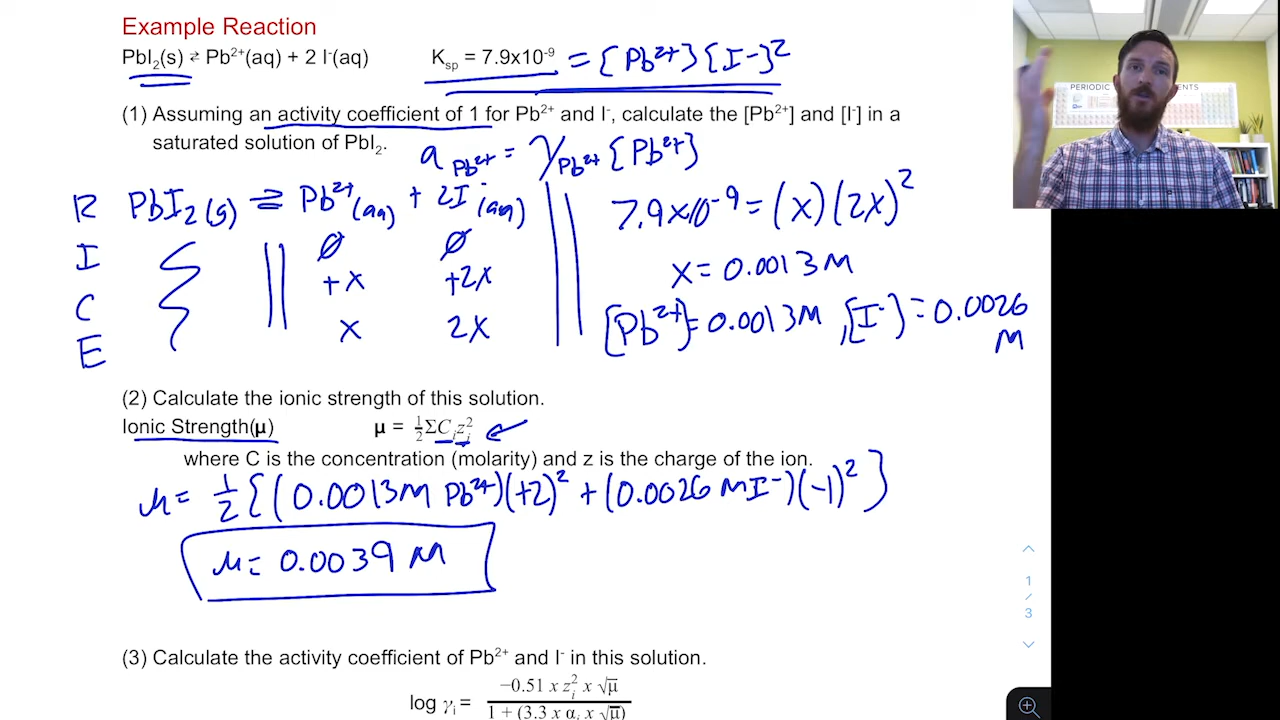 Example Reaction
PbI₂(s) ⇄ Pb²⁺(aq) + 2 I⁻(aq) Kₛₚ = 7.9x10⁻⁹ = [Pb²⁺][I⁻]²
(1) Assuming an activity coefficient of 1 for Pb²⁺ and I⁻, calculate the [Pb²⁺] and [I⁻] in a
saturated solution of PbI₂.
a Pb²⁺ = γ Pb²⁺ [Pb²⁺]
R PbI₂(s) ⇌ Pb²⁺(aq) + 2I⁻(aq)
I ∅ ∅
C +x +2x
E x 2x
7.9x10⁻⁹ = (x)(2x)²
x = 0.0013M
[Pb²⁺] = 0.0013M, [I⁻] = 0.0026
M
(2) Calculate the ionic strength of this solution.
Ionic Strength(μ) μ = ½ΣCᵢzᵢ²
where C is the concentration (molarity) and z is the charge of the ion.
μ = ½[(0.0013M Pb²⁺)(+2)² + (0.0026 M I⁻)(-1)²]
μ = 0.0039 M
(3) Calculate the activity coefficient of Pb²⁺ and I⁻ in this solution.
log γᵢ = −0.51 x zᵢ² x √μ
1 + (3.3 x αᵢ x √μ)
1
/
3